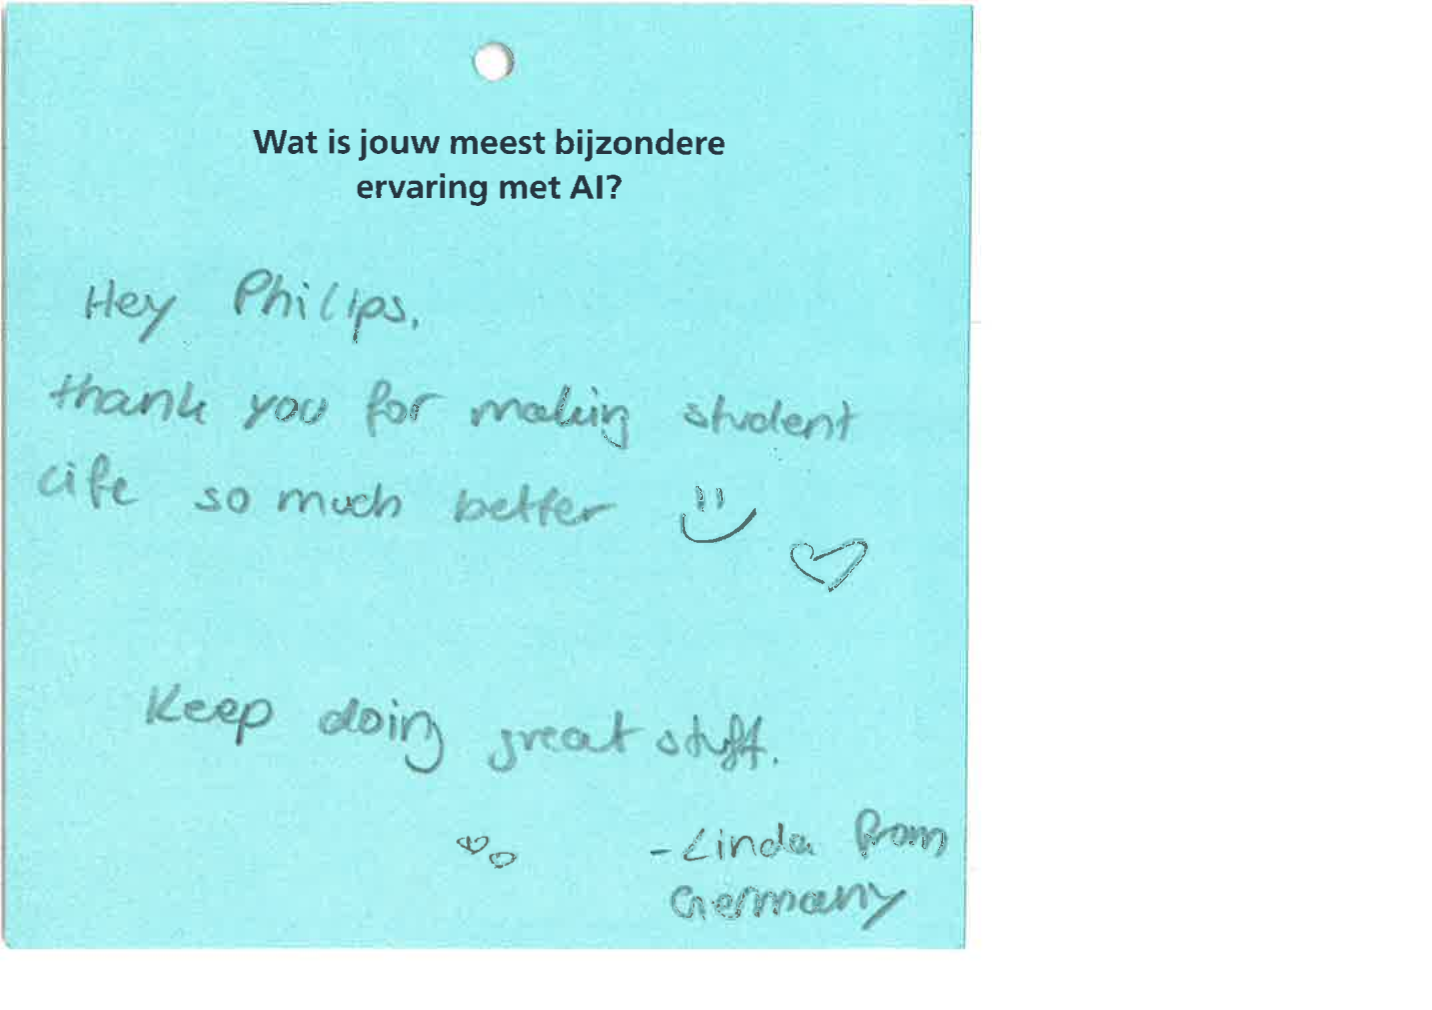 Wat is jouw meest bijzondere
ervaring met AI?
Hey Philips,
thank you for making student
life so much better
Keep doing great stuff.
-Linda from
Germany